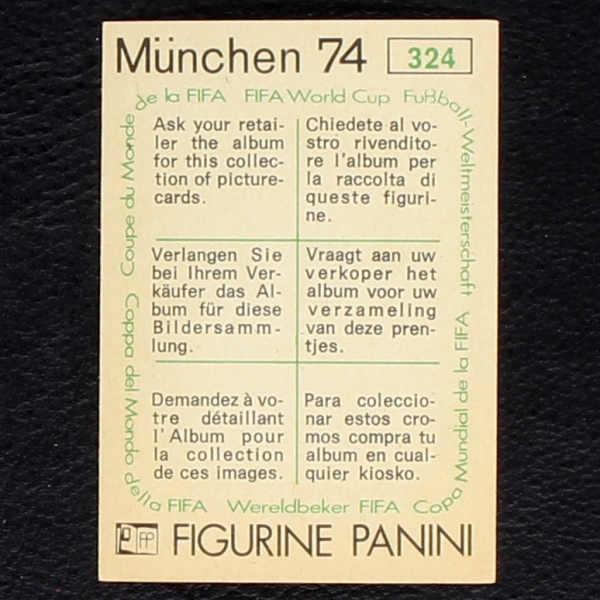 München 74 324
Coupe du Monde de la FIFA FIFA World Cup Fußball-Weltmeisterschaft
Ask your retai-
ler the album
for this collec-
tion of picture-
cards.
Chiedete al vo-
stro rivendito-
re l'album per
la raccolta di
queste figuri-
ne.
Verlangen Sie
bei Ihrem Ver-
käufer das Al-
bum für diese
Bildersamm-
lung.
Vraagt aan uw
verkoper het
album voor uw
verzameling
van deze pren-
tjes.
Demandez à vo-
tre détaillant
l'Album pour
la collection
de ces images.
Para coleccio-
nar estos cro-
mos compra tu
album en cual-
quier kiosko.
Coppa del Mondo della FIFA Wereldbeker FIFA Copa Mundial de la FIFA
FIGURINE PANINI